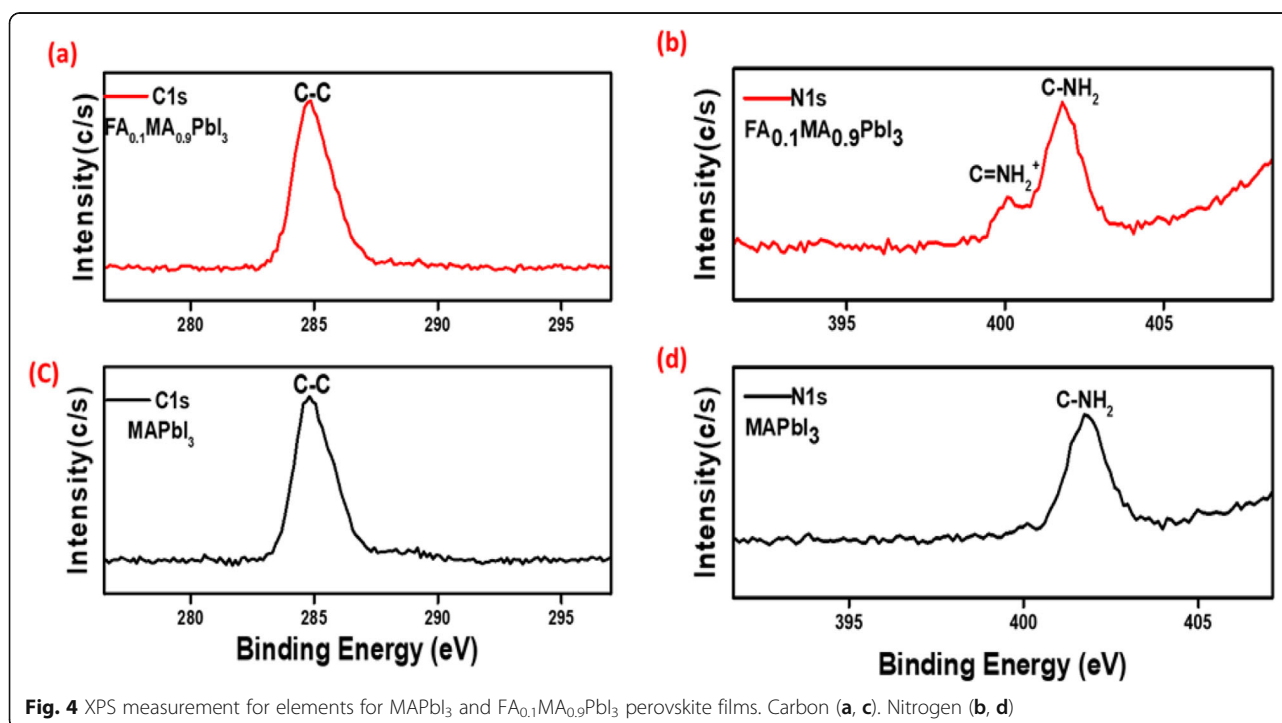 (a)
Intensity(c/s)
C1s
FA0.1MA0.9PbI3
C-C
280
285
290
295
(b)
Intensity(c/s)
N1s
FA0.1MA0.9PbI3
C-NH2
C=NH2+
395
400
405
(C)
Intensity(c/s)
C1s
MAPbI3
C-C
280
285
290
295
Binding Energy (eV)
(d)
Intensity(c/s)
N1s
MAPbI3
C-NH2
395
400
405
Binding Energy (eV)
Fig. 4 XPS measurement for elements for MAPbI3 and FA0.1MA0.9PbI3 perovskite films. Carbon (a, c). Nitrogen (b, d)